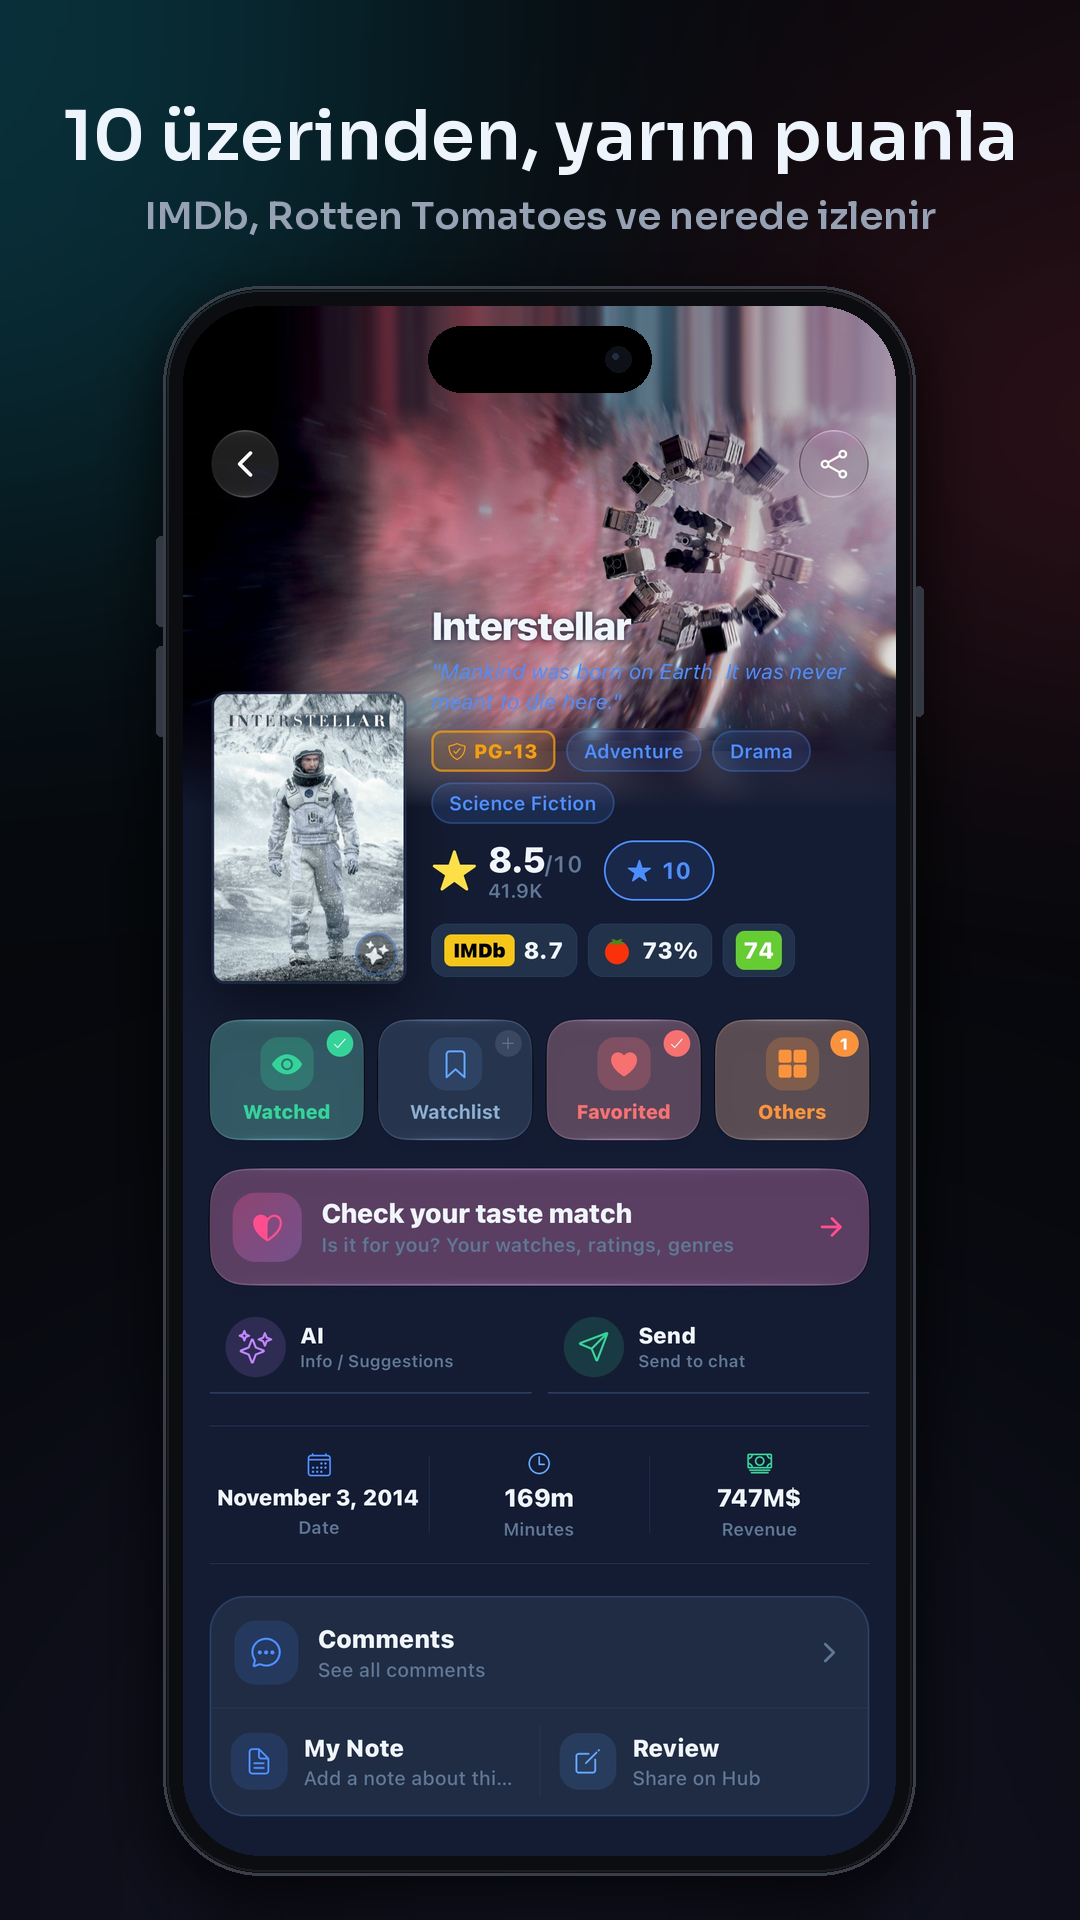 10 üzerinden, yarım puanla
IMDb, Rotten Tomatoes ve nerede izlenir
Interstellar
"Mankind was born on Earth. It was never
meant to die here."
INTERSTELLAR
PG-13
Adventure
Drama
Science Fiction
8.5/10
41.9K
10
IMDb 8.7
73%
74
Watched
Watchlist
Favorited
1
Others
Check your taste match
Is it for you? Your watches, ratings, genres
AI
Info / Suggestions
Send
Send to chat
November 3, 2014
Date
169m
Minutes
747M$
Revenue
Comments
See all comments
My Note
Add a note about thi...
Review
Share on Hub